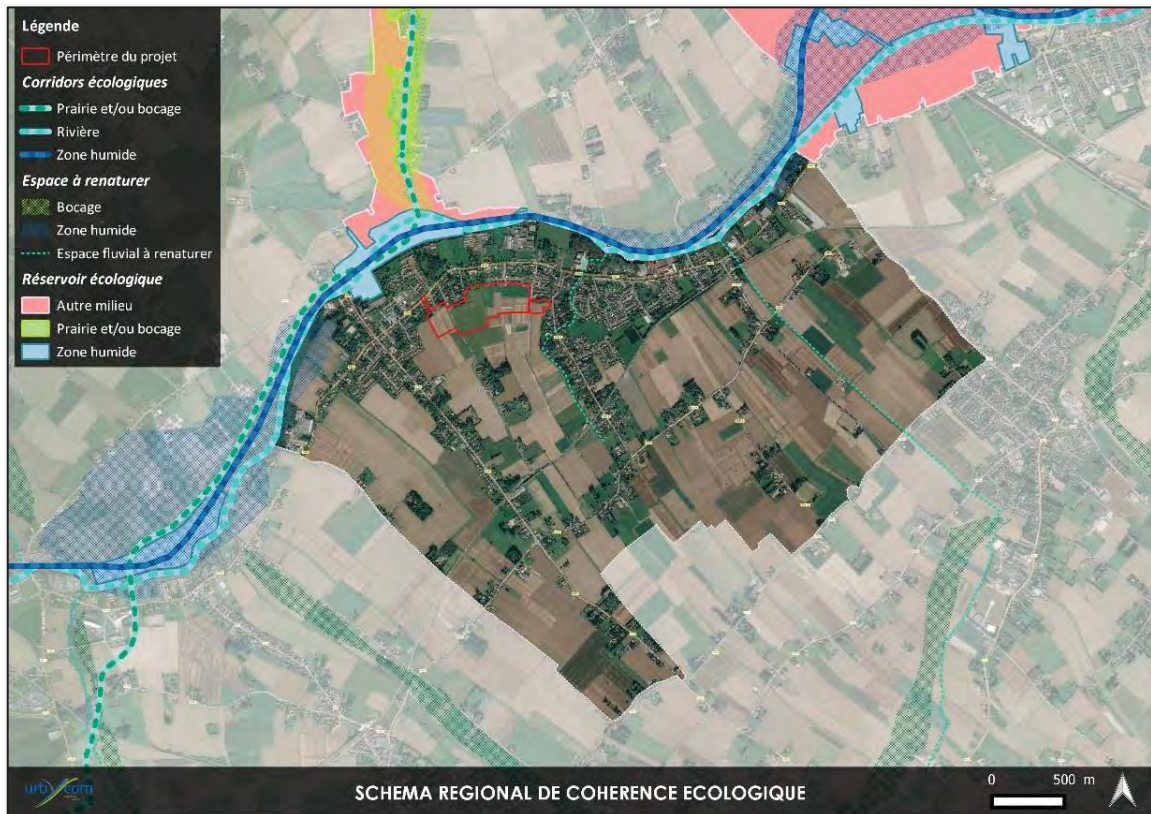 Légende
Périmètre du projet
Corridors écologiques
Prairie et/ou bocage
Rivière
Zone humide
Espace à renaturer
Bocage
Zone humide
Espace fluvial à renaturer
Réservoir écologique
Autre milieu
Prairie et/ou bocage
Zone humide
urbycom
SCHEMA REGIONAL DE COHERENCE ECOLOGIQUE
0 500 m